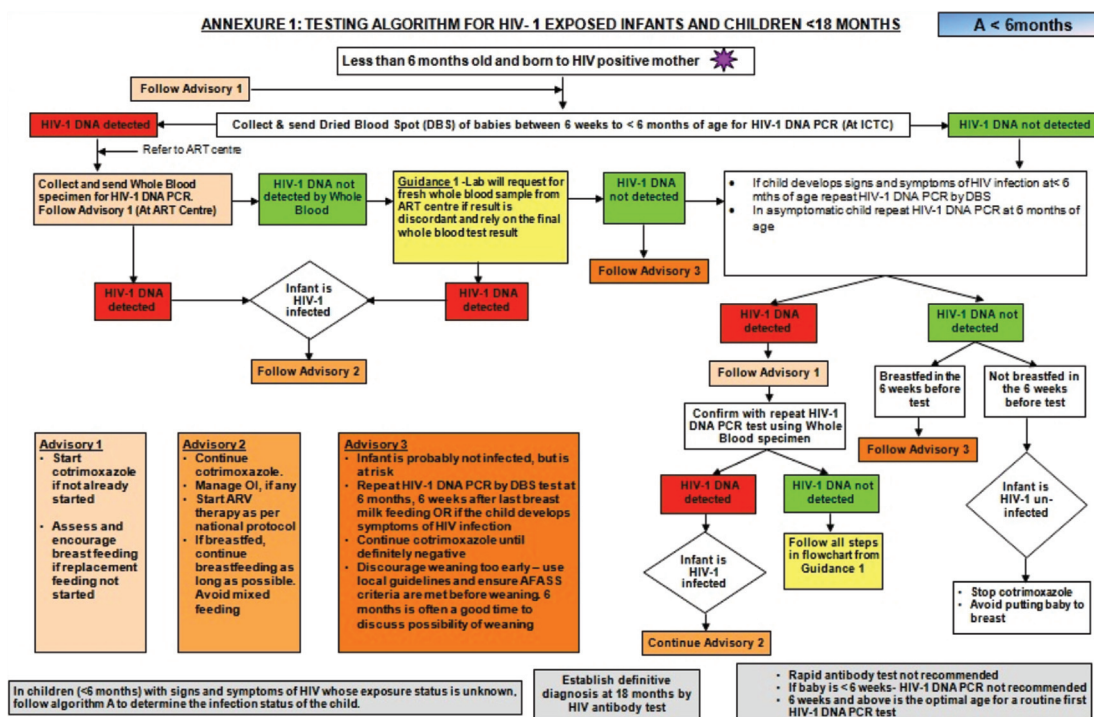 ANNEXURE 1: TESTING ALGORITHM FOR HIV- 1 EXPOSED INFANTS AND CHILDREN <18 MONTHS
A < 6months
Less than 6 months old and born to HIV positive mother
Follow Advisory 1
HIV-1 DNA detected
Collect & send Dried Blood Spot (DBS) of babies between 6 weeks to < 6 months of age for HIV-1 DNA PCR (At ICTC)
HIV-1 DNA not detected
Refer to ART centre
Collect and send Whole Blood
specimen for HIV-1 DNA PCR.
Follow Advisory 1 (At ART Centre)
HIV-1 DNA not
detected by Whole
Blood
Guidance 1 -Lab will request for
fresh whole blood sample from
ART centre if result is
discordant and rely on the final
whole blood test result
HIV-1 DNA
not detected
• If child develops signs and symptoms of HIV infection at< 6
mths of age repeat HIV-1 DNA PCR by DBS
• In asymptomatic child repeat HIV-1 DNA PCR at 6 months of
age
Follow Advisory 3
HIV-1 DNA
detected
Infant is
HIV-1
infected
HIV-1 DNA
detected
Follow Advisory 2
HIV-1 DNA
detected
HIV-1 DNA not
detected
Follow Advisory 1
Breastfed in the
6 weeks before
test
Not breastfed in
the 6 weeks
before test
Confirm with repeat HIV-1
DNA PCR test using Whole
Blood specimen
Follow Advisory 3
HIV-1 DNA
detected
HIV-1 DNA not
detected
Infant is
HIV-1 un-
infected
Infant is
HIV-1
infected
Follow all steps
in flowchart from
Guidance 1
• Stop cotrimoxazole
• Avoid putting baby to
breast
Continue Advisory 2
Advisory 1
• Start
cotrimoxazole
if not already
started
• Assess and
encourage
breast feeding
if replacement
feeding not
started
Advisory 2
• Continue
cotrimoxazole.
• Manage OI, if any
• Start ARV
therapy as per
national protocol
• If breastfed,
continue
breastfeeding as
long as possible.
Avoid mixed
feeding
Advisory 3
• Infant is probably not infected, but is
at risk
• Repeat HIV-1 DNA PCR by DBS test at
6 months, 6 weeks after last breast
milk feeding OR if the child develops
symptoms of HIV infection
• Continue cotrimoxazole until
definitely negative
• Discourage weaning too early – use
local guidelines and ensure AFASS
criteria are met before weaning. 6
months is often a good time to
discuss possibility of weaning
In children (<6 months) with signs and symptoms of HIV whose exposure status is unknown,
follow algorithm A to determine the infection status of the child.
Establish definitive
diagnosis at 18 months by
HIV antibody test
• Rapid antibody test not recommended
• If baby is < 6 weeks- HIV-1 DNA PCR not recommended
• 6 weeks and above is the optimal age for a routine first
HIV-1 DNA PCR test